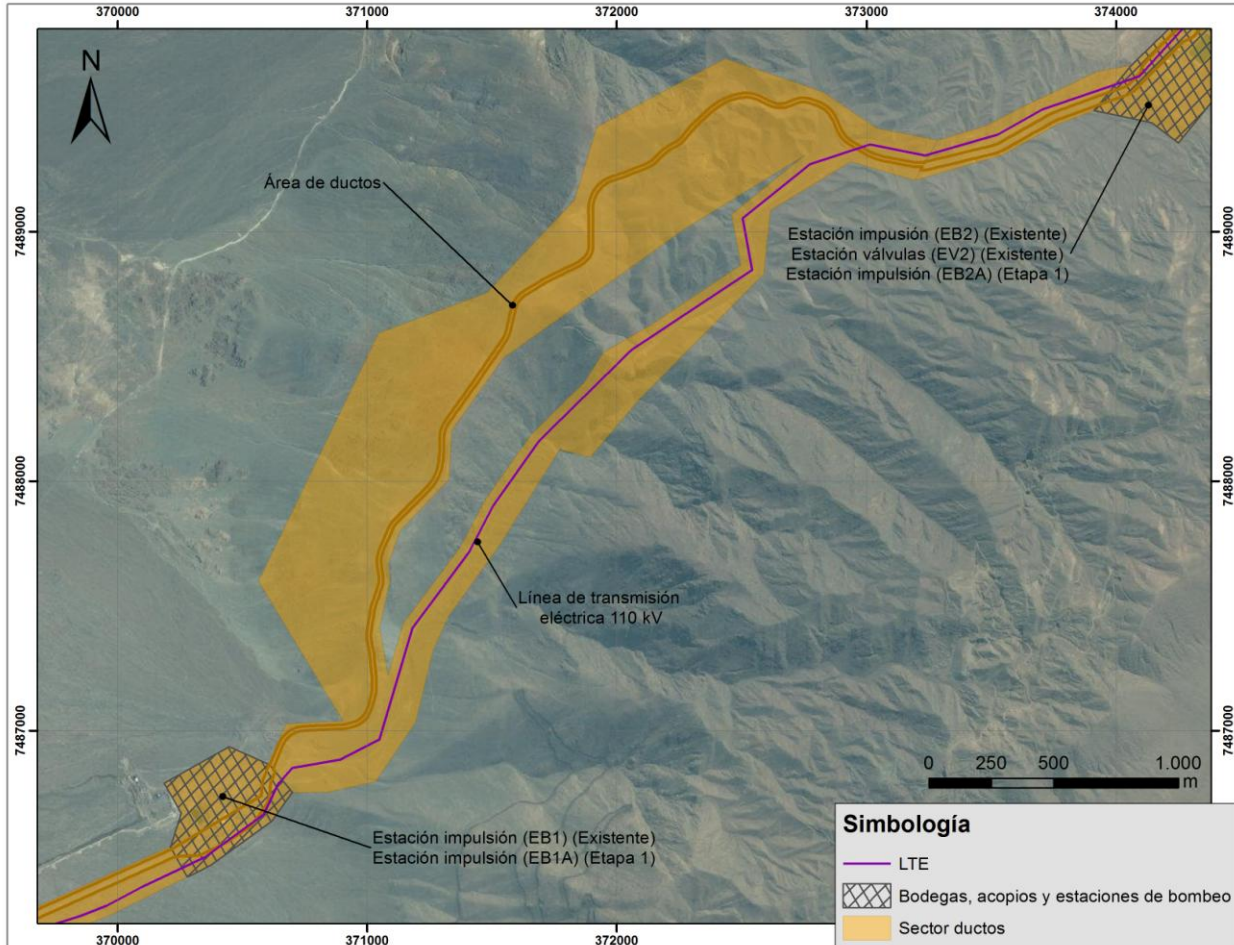 370000
371000
372000
373000
374000
N
Área de ductos
7489000
7489000
Estación impusión (EB2) (Existente)
Estación válvulas (EV2) (Existente)
Estación impulsión (EB2A) (Etapa 1)
7488000
7488000
Línea de transmisión
eléctrica 110 kV
7487000
7487000
0
250
500
1.000
m
Estación impulsión (EB1) (Existente)
Estación impulsión (EB1A) (Etapa 1)
Simbología
LTE
Bodegas, acopios y estaciones de bombeo
Sector ductos
370000
371000
372000